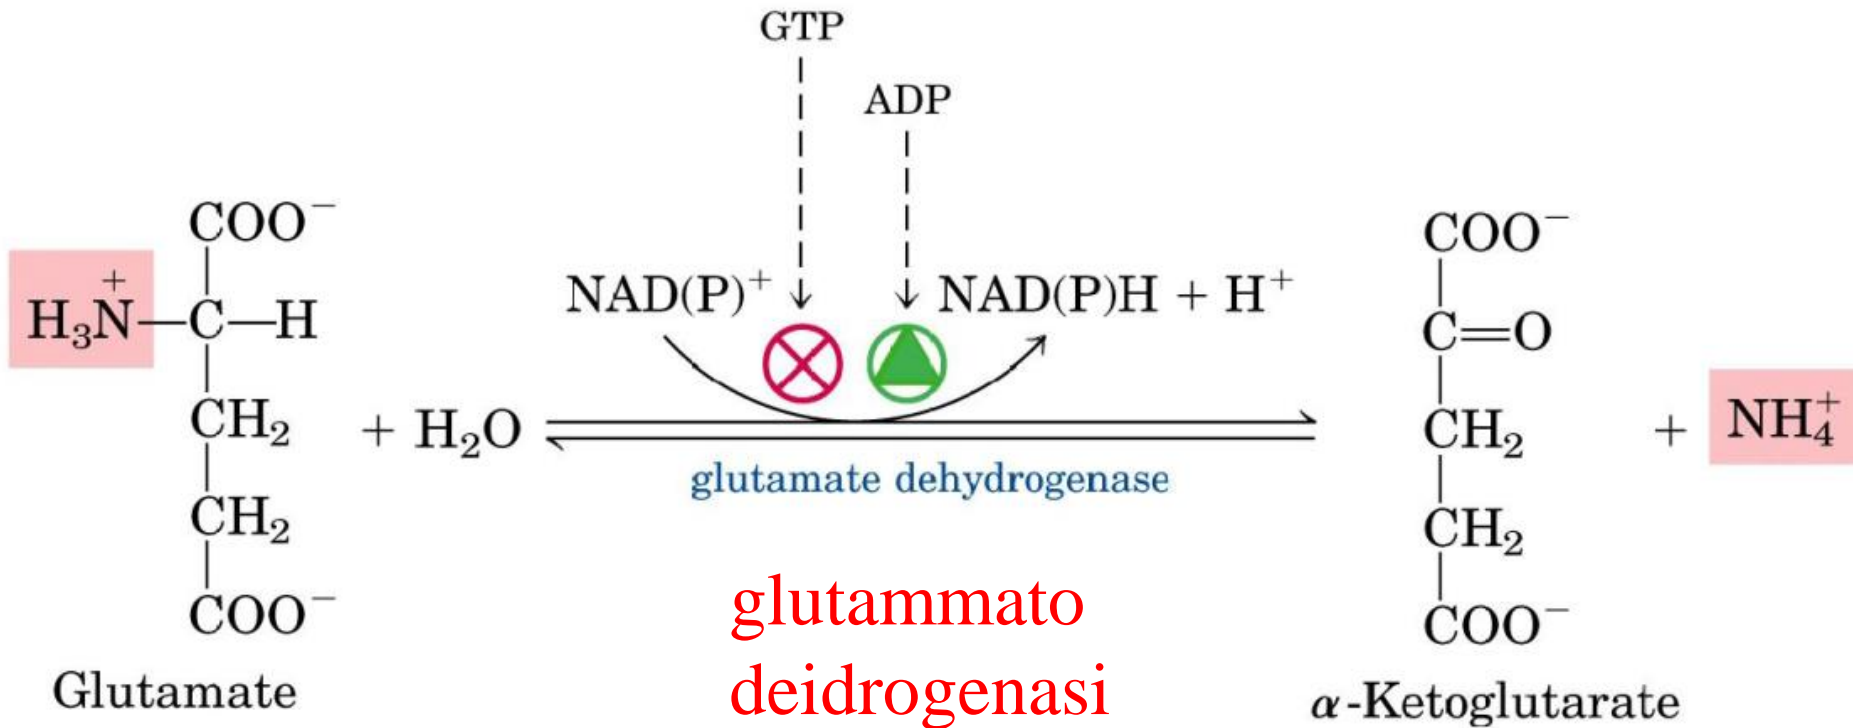 GTP
ADP
COO⁻
H₃N⁺—C—H
CH₂
CH₂
COO⁻
Glutamate
+ H₂O
NAD(P)⁺
NAD(P)H + H⁺
glutamate dehydrogenase
glutammato
deidrogenasi
COO⁻
C=O
CH₂
CH₂
COO⁻
α-Ketoglutarate
+ NH₄⁺